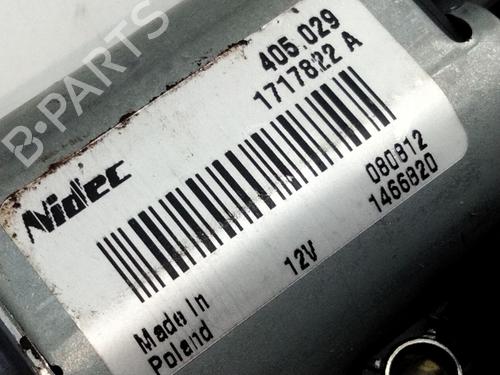 B-PARTS
Nidec
405.029
1717822 A
080812
1466820
12V
Made In
Poland